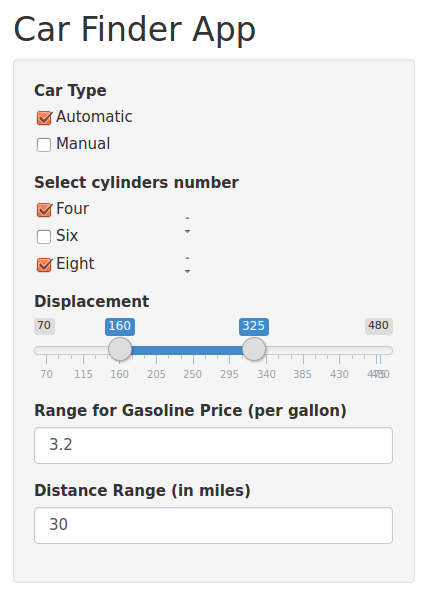 Car Finder App
Car Type
Automatic
Manual
Select cylinders number
Four
Six
Eight
Displacement
70 160 325 480
70 115 160 205 250 295 340 385 430 475 480
Range for Gasoline Price (per gallon)
3.2
Distance Range (in miles)
30